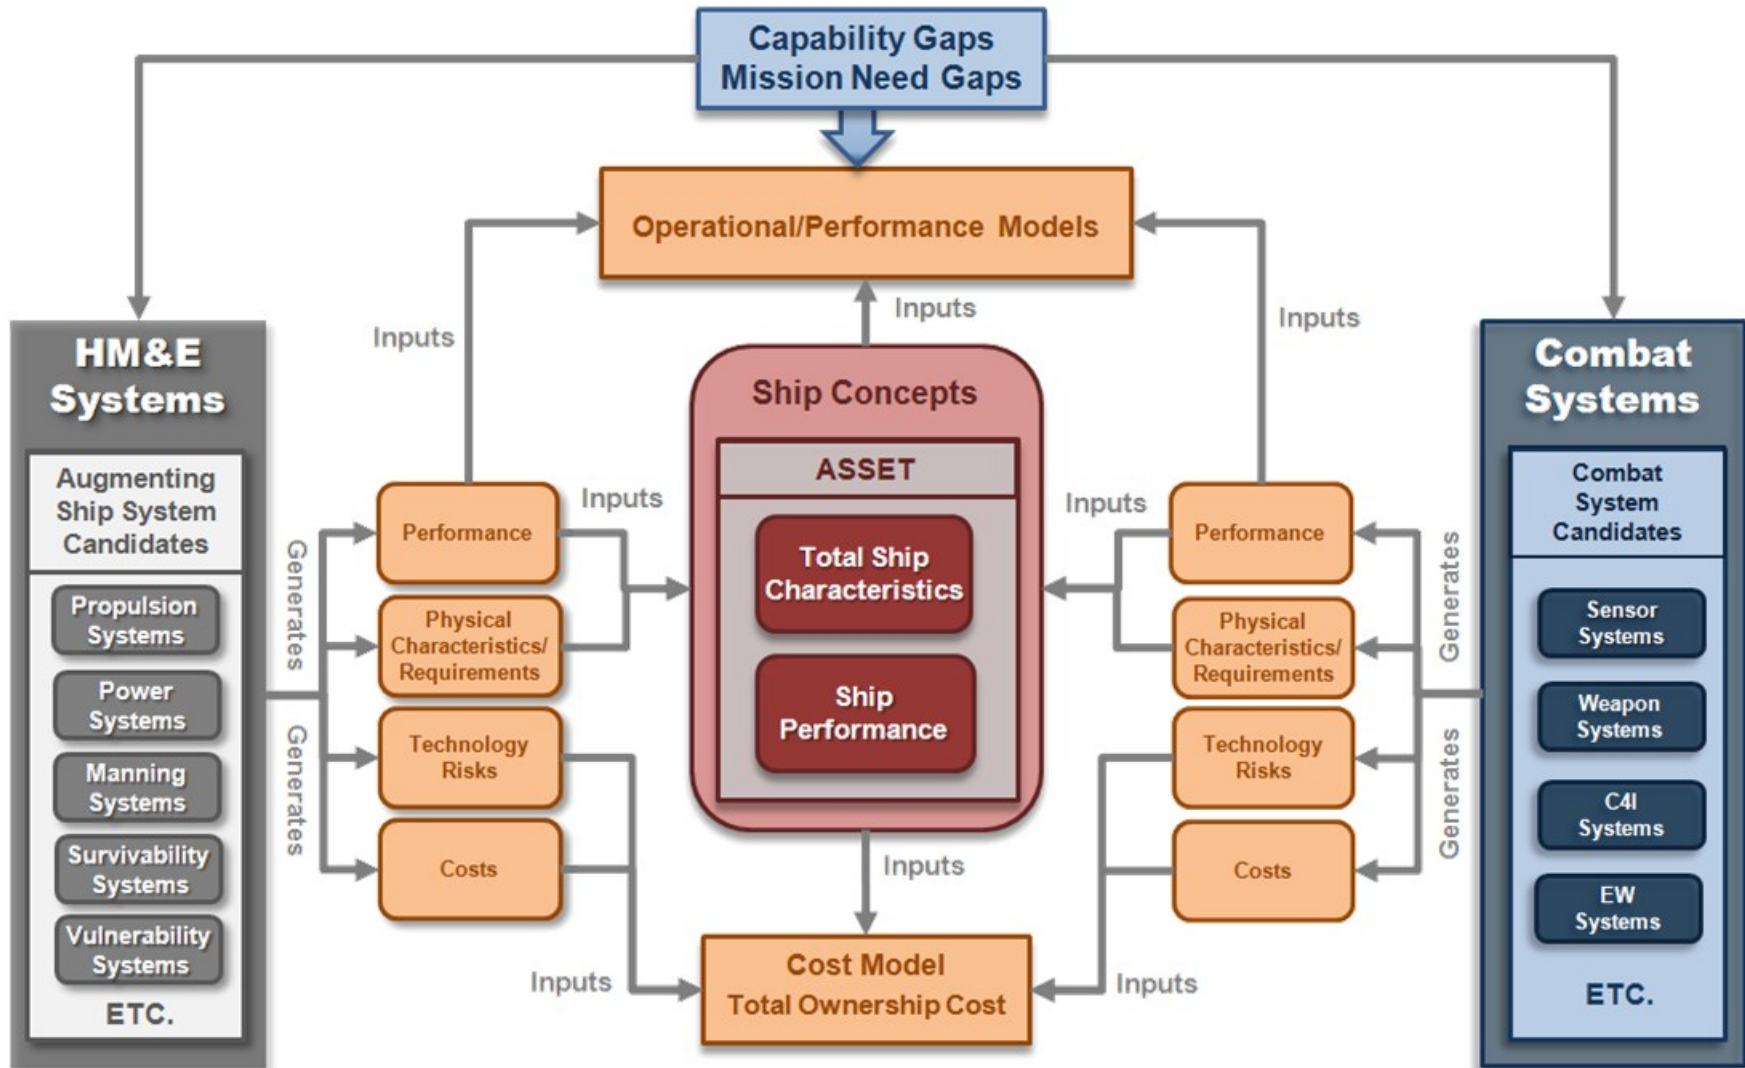 Capability Gaps
Mission Need Gaps
Operational/Performance Models
Inputs
Inputs
Inputs
HM&E
Systems
Augmenting
Ship System
Candidates
Propulsion
Systems
Power
Systems
Manning
Systems
Survivability
Systems
Vulnerability
Systems
ETC.
Generates
Generates
Performance
Physical
Characteristics/
Requirements
Technology
Risks
Costs
Inputs
Inputs
Ship Concepts
ASSET
Total Ship
Characteristics
Ship
Performance
Inputs
Cost Model
Total Ownership Cost
Inputs
Inputs
Performance
Physical
Characteristics/
Requirements
Technology
Risks
Costs
Generates
Generates
Combat
Systems
Combat
System
Candidates
Sensor
Systems
Weapon
Systems
C4I
Systems
EW
Systems
ETC.